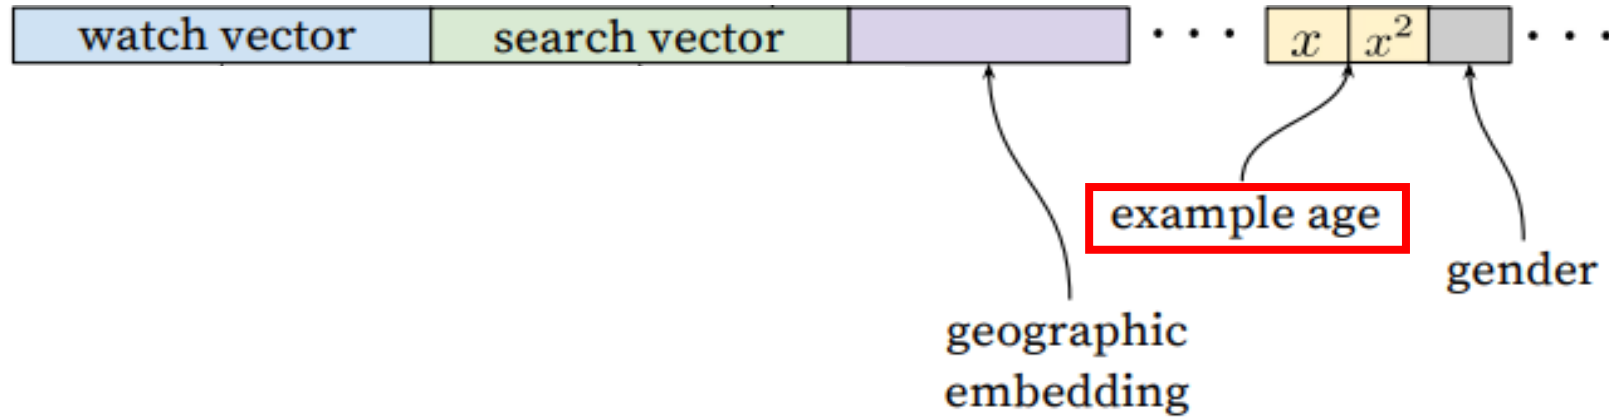 watch vector search vector ... x x² ...
example age
gender
geographic
embedding